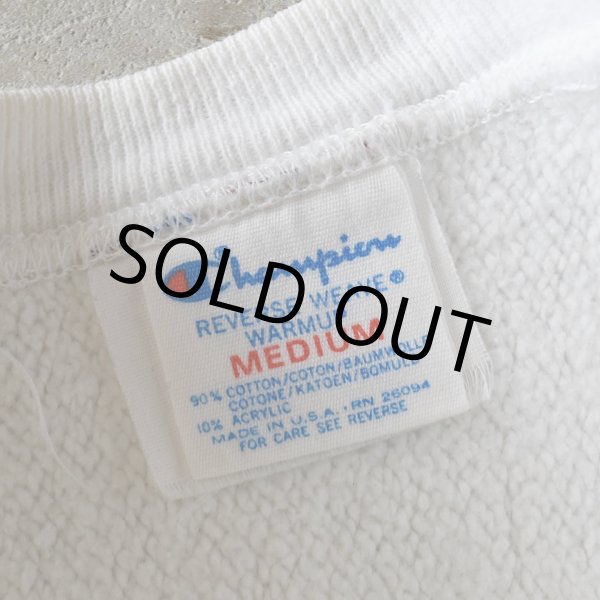 Champion
REVERSE WEAVE®
WARMUP
MEDIUM
90% COTTON/COTON/BAUMWOLLE
COTONE/KATOEN/BOMULD
10% ACRYLIC
MADE IN U.S.A. · RN 26094
FOR CARE SEE REVERSE
SOLD OUT